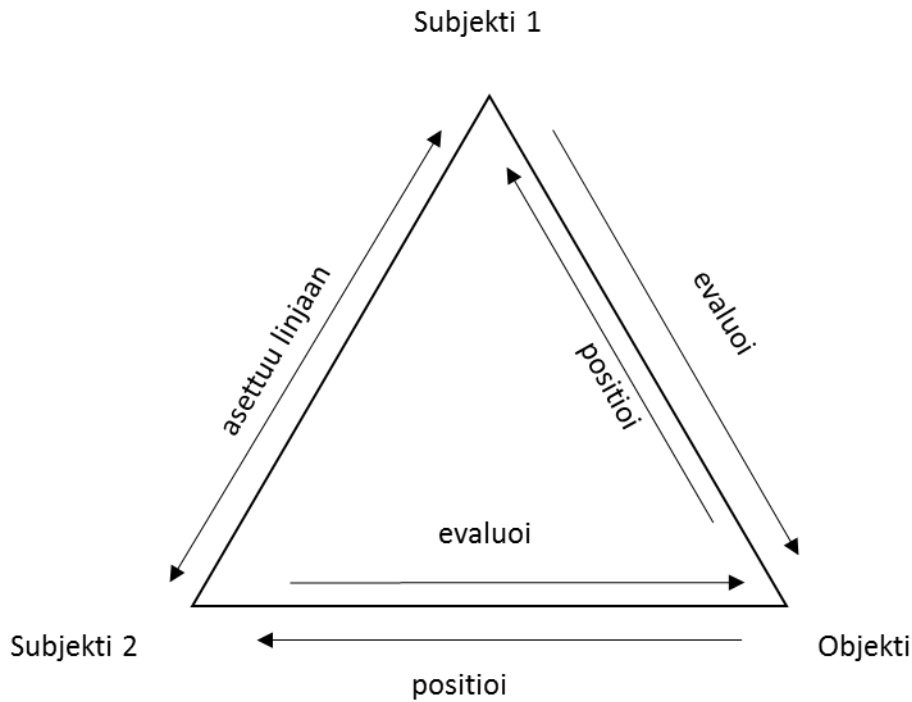 Subjekti 1
asettuu linjaan
evaluoi
positioi
evaluoi
Subjekti 2
Objekti
positioi